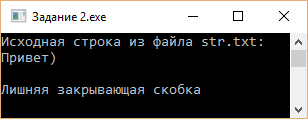 Задание 2.exe
Исходная строка из файла str.txt:
Привет)
Лишняя закрывающая скобка